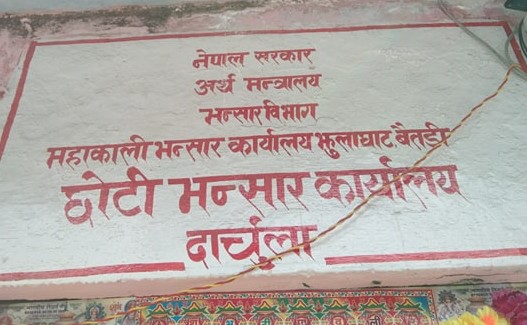 नेपाल सरकार
अर्थ मन्त्रालय
भन्सार विभाग
महाकाली भन्सार कार्यालय झुलाघाट बैतडी
छोटी भन्सार कार्यालय
दार्चुला